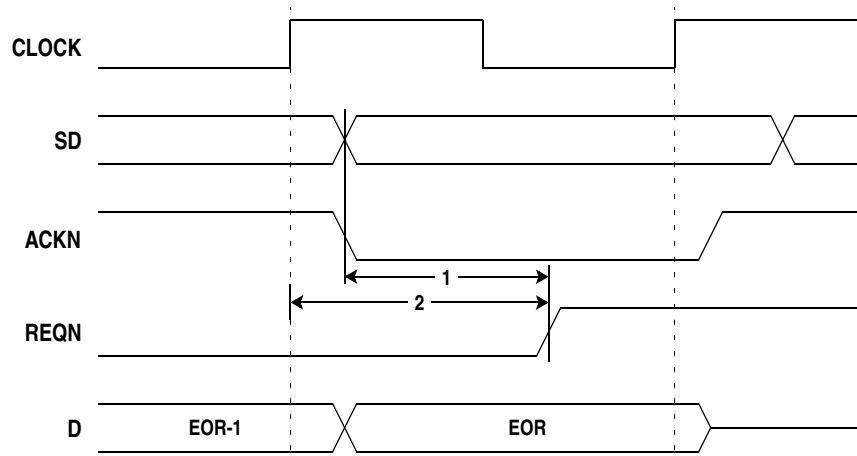 CLOCK
SD
ACKN
1
2
REQN
D EOR-1 EOR